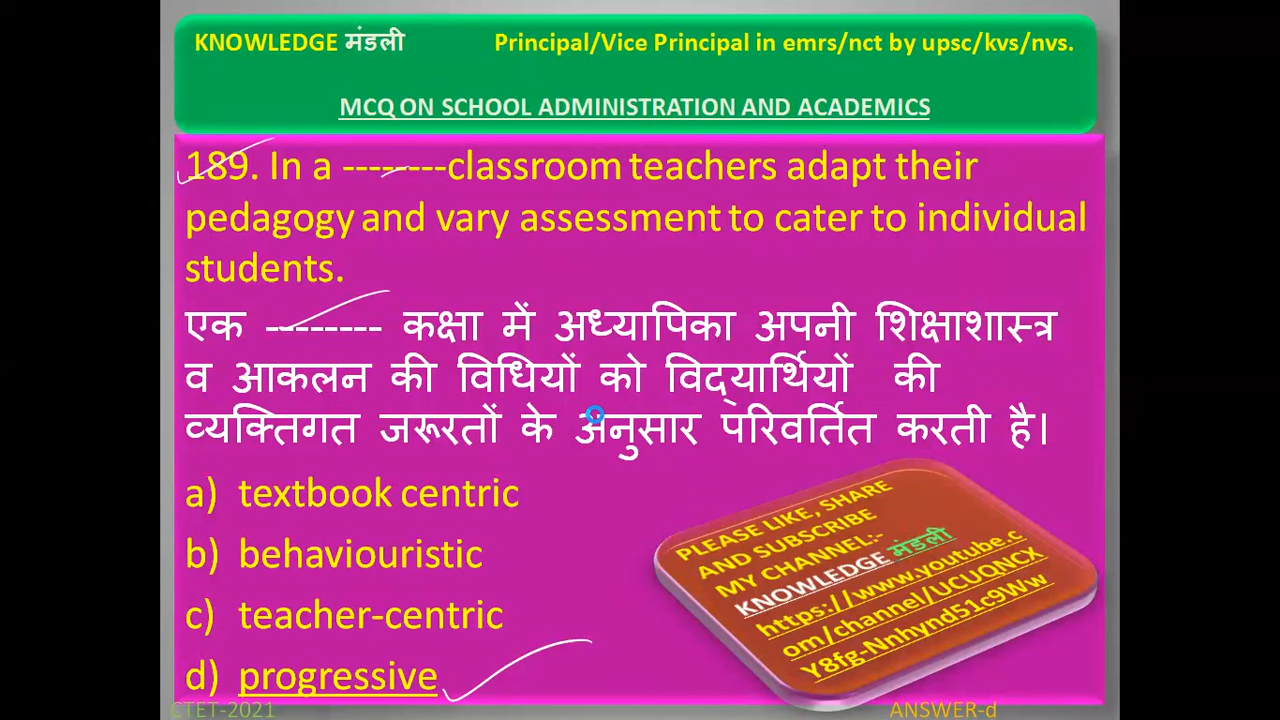 KNOWLEDGE मंडली Principal/Vice Principal in emrs/nct by upsc/kvs/nvs.
MCQ ON SCHOOL ADMINISTRATION AND ACADEMICS
189. In a --------classroom teachers adapt their
pedagogy and vary assessment to cater to individual
students.
एक -------- कक्षा में अध्यापिका अपनी शिक्षाशास्त्र
व आकलन की विधियों को विद्यार्थियों की
व्यक्तिगत जरूरतों के अनुसार परिवर्तित करती है।
a) textbook centric
b) behaviouristic
c) teacher-centric
d) progressive
PLEASE LIKE, SHARE
AND SUBSCRIBE
MY CHANNEL:-
KNOWLEDGE मंडली
https://www.youtube.c
om/channel/UCUONCX
Y8fg-Nnhynd51c9Ww
CTET-2021 ANSWER-d